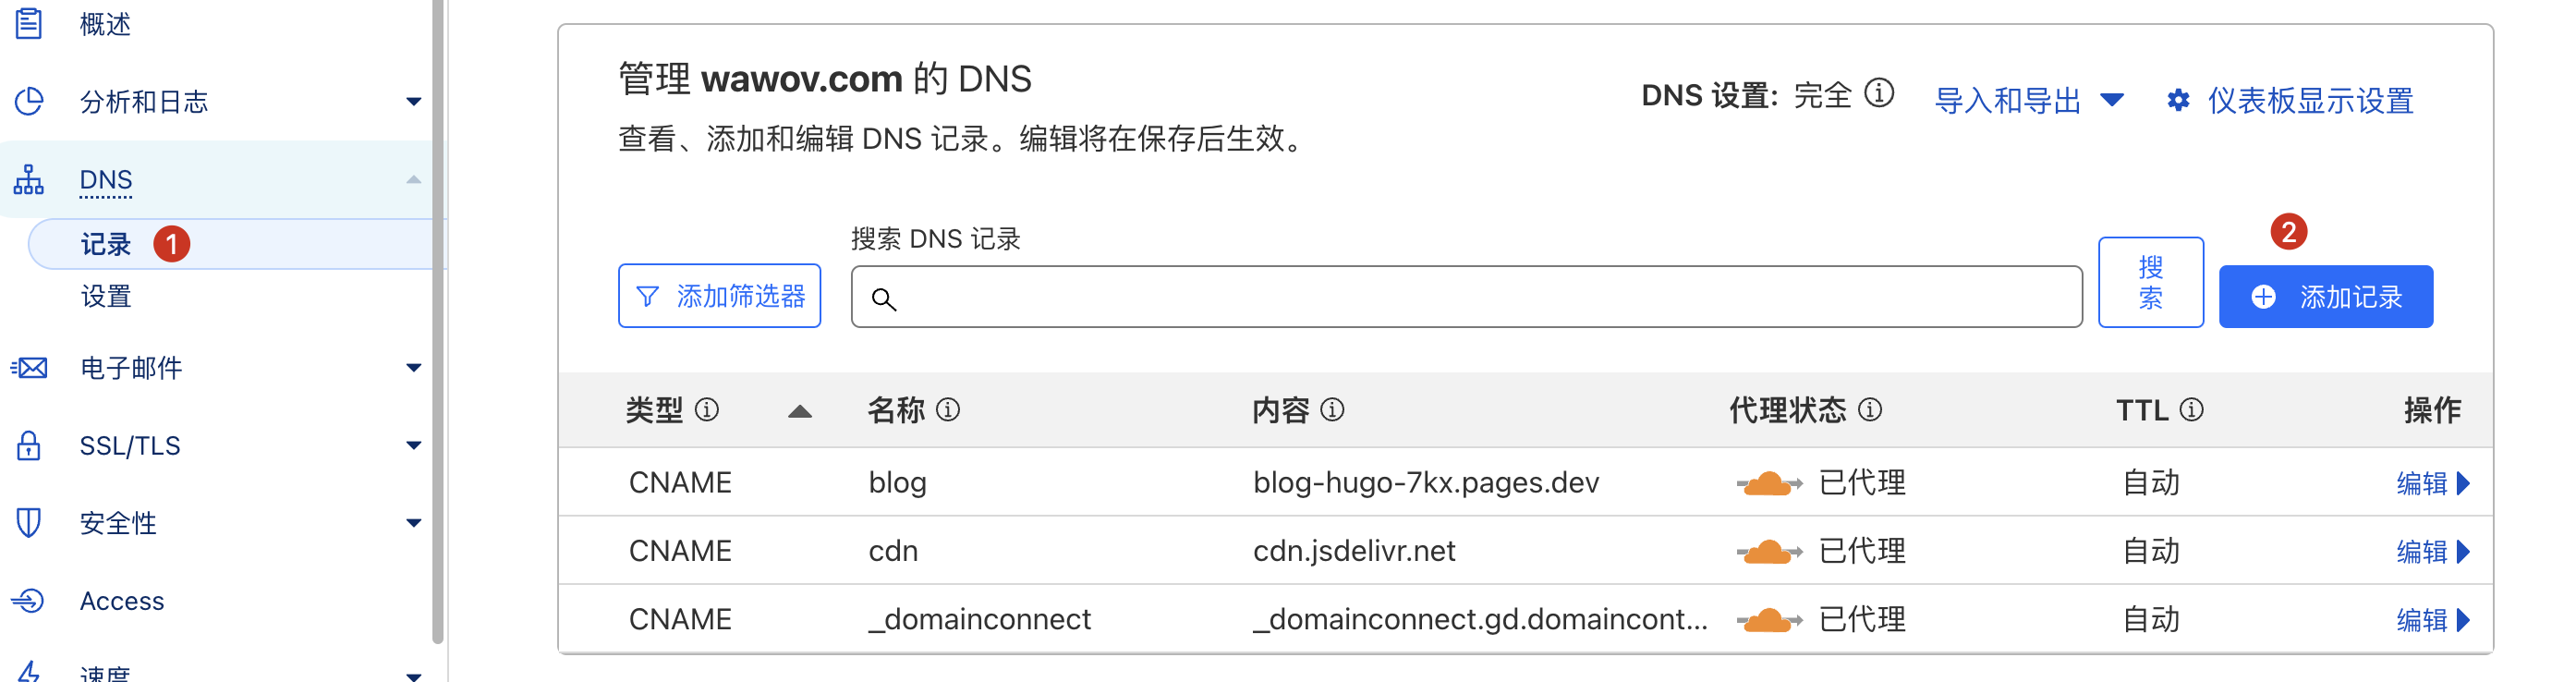 概述
分析和日志
DNS
记录 1
设置
电子邮件
SSL/TLS
安全性
Access
速度
管理 wawov.com 的 DNS
查看、添加和编辑 DNS 记录。编辑将在保存后生效。
DNS 设置: 完全
导入和导出
仪表板显示设置
搜索 DNS 记录
添加筛选器
搜
索
2
添加记录
类型 名称 内容 代理状态 TTL 操作
CNAME blog blog-hugo-7kx.pages.dev 已代理 自动 编辑
CNAME cdn cdn.jsdelivr.net 已代理 自动 编辑
CNAME _domainconnect _domainconnect.gd.domaincont... 已代理 自动 编辑